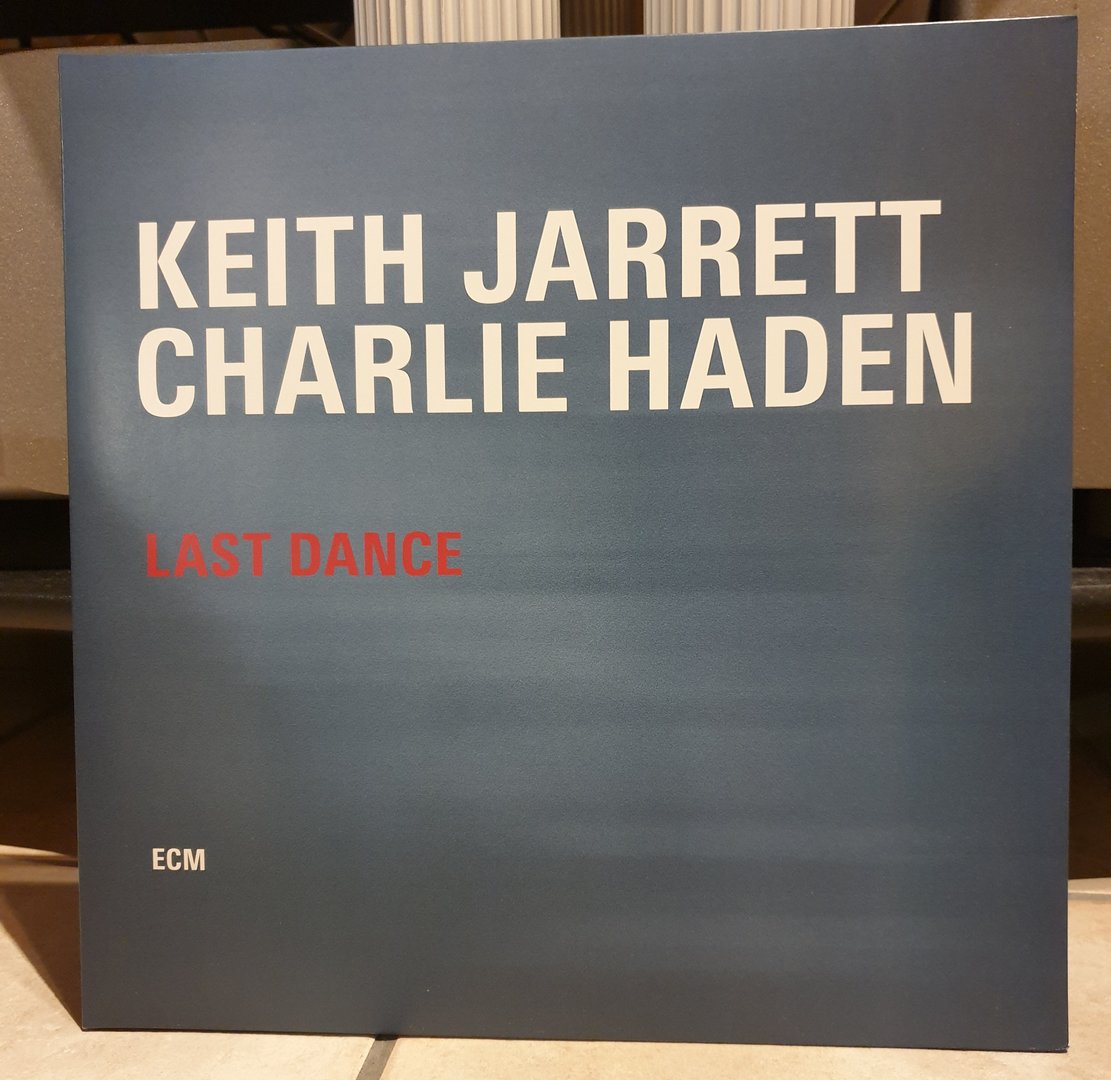 KEITH JARRETT
CHARLIE HADEN
LAST DANCE
ECM